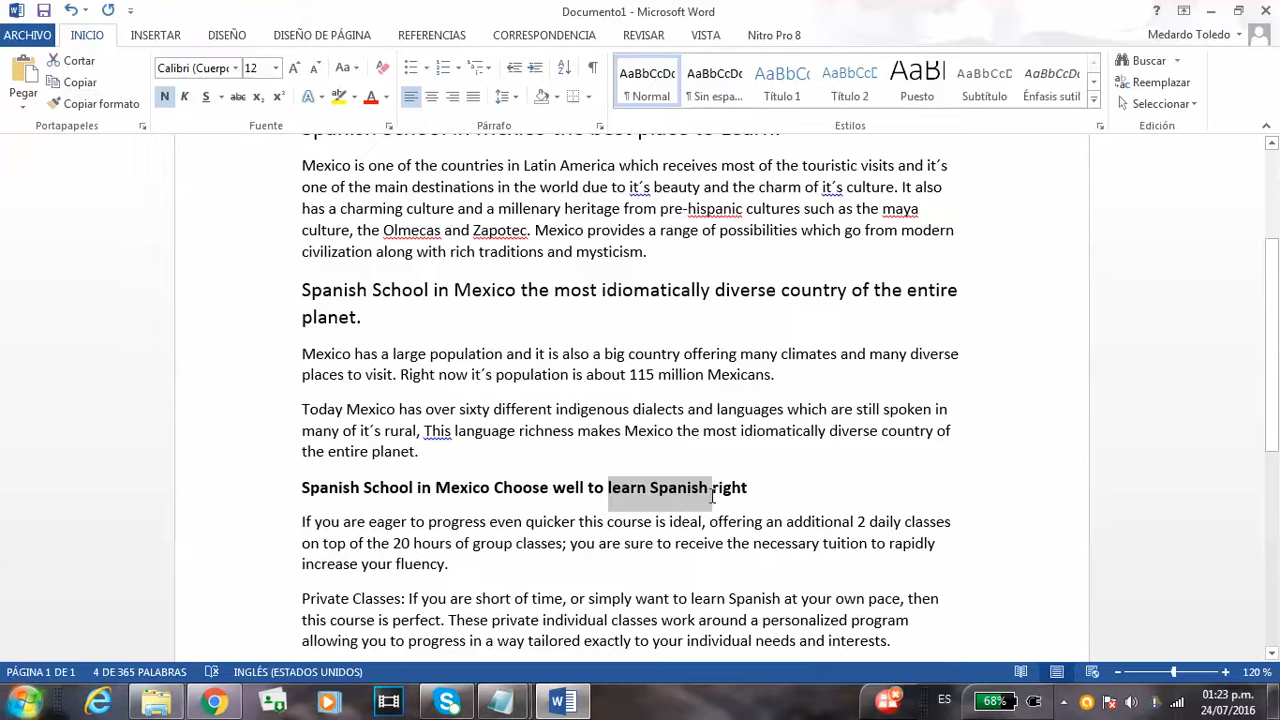 Documento1 - Microsoft Word
ARCHIVO INICIO INSERTAR DISEÑO DISEÑO DE PÁGINA REFERENCIAS CORRESPONDENCIA REVISAR VISTA Nitro Pro 8 Medardo Toledo
Pegar
Cortar
Copiar
Copiar formato
Portapapeles
Calibri (Cuerpo 12
N K S abc x₂ x²
Fuente
Párrafo
AaBbCcDc AaBbCcDc AaBbCc AaBbCcD AaBI AaBbCcD AaBbCcDc
¶ Normal ¶ Sin espa... Título 1 Título 2 Puesto Subtítulo Énfasis sutil
Estilos
Buscar
Reemplazar
Seleccionar
Edición
Spanish School in Mexico the best place to Learn.
Mexico is one of the countries in Latin America which receives most of the touristic visits and it´s
one of the main destinations in the world due to it´s beauty and the charm of it´s culture. It also
has a charming culture and a millenary heritage from pre-hispanic cultures such as the maya
culture, the Olmecas and Zapotec. Mexico provides a range of possibilities which go from modern
civilization along with rich traditions and mysticism.
Spanish School in Mexico the most idiomatically diverse country of the entire
planet.
Mexico has a large population and it is also a big country offering many climates and many diverse
places to visit. Right now it´s population is about 115 million Mexicans.
Today Mexico has over sixty different indigenous dialects and languages which are still spoken in
many of it´s rural, This language richness makes Mexico the most idiomatically diverse country of
the entire planet.
Spanish School in Mexico Choose well to learn Spanish right
If you are eager to progress even quicker this course is ideal, offering an additional 2 daily classes
on top of the 20 hours of group classes; you are sure to receive the necessary tuition to rapidly
increase your fluency.
Private Classes: If you are short of time, or simply want to learn Spanish at your own pace, then
this course is perfect. These private individual classes work around a personalized program
allowing you to progress in a way tailored exactly to your individual needs and interests.
PÁGINA 1 DE 1 4 DE 365 PALABRAS INGLÉS (ESTADOS UNIDOS) 120 %
ES 68% 01:23 p.m.
24/07/2016